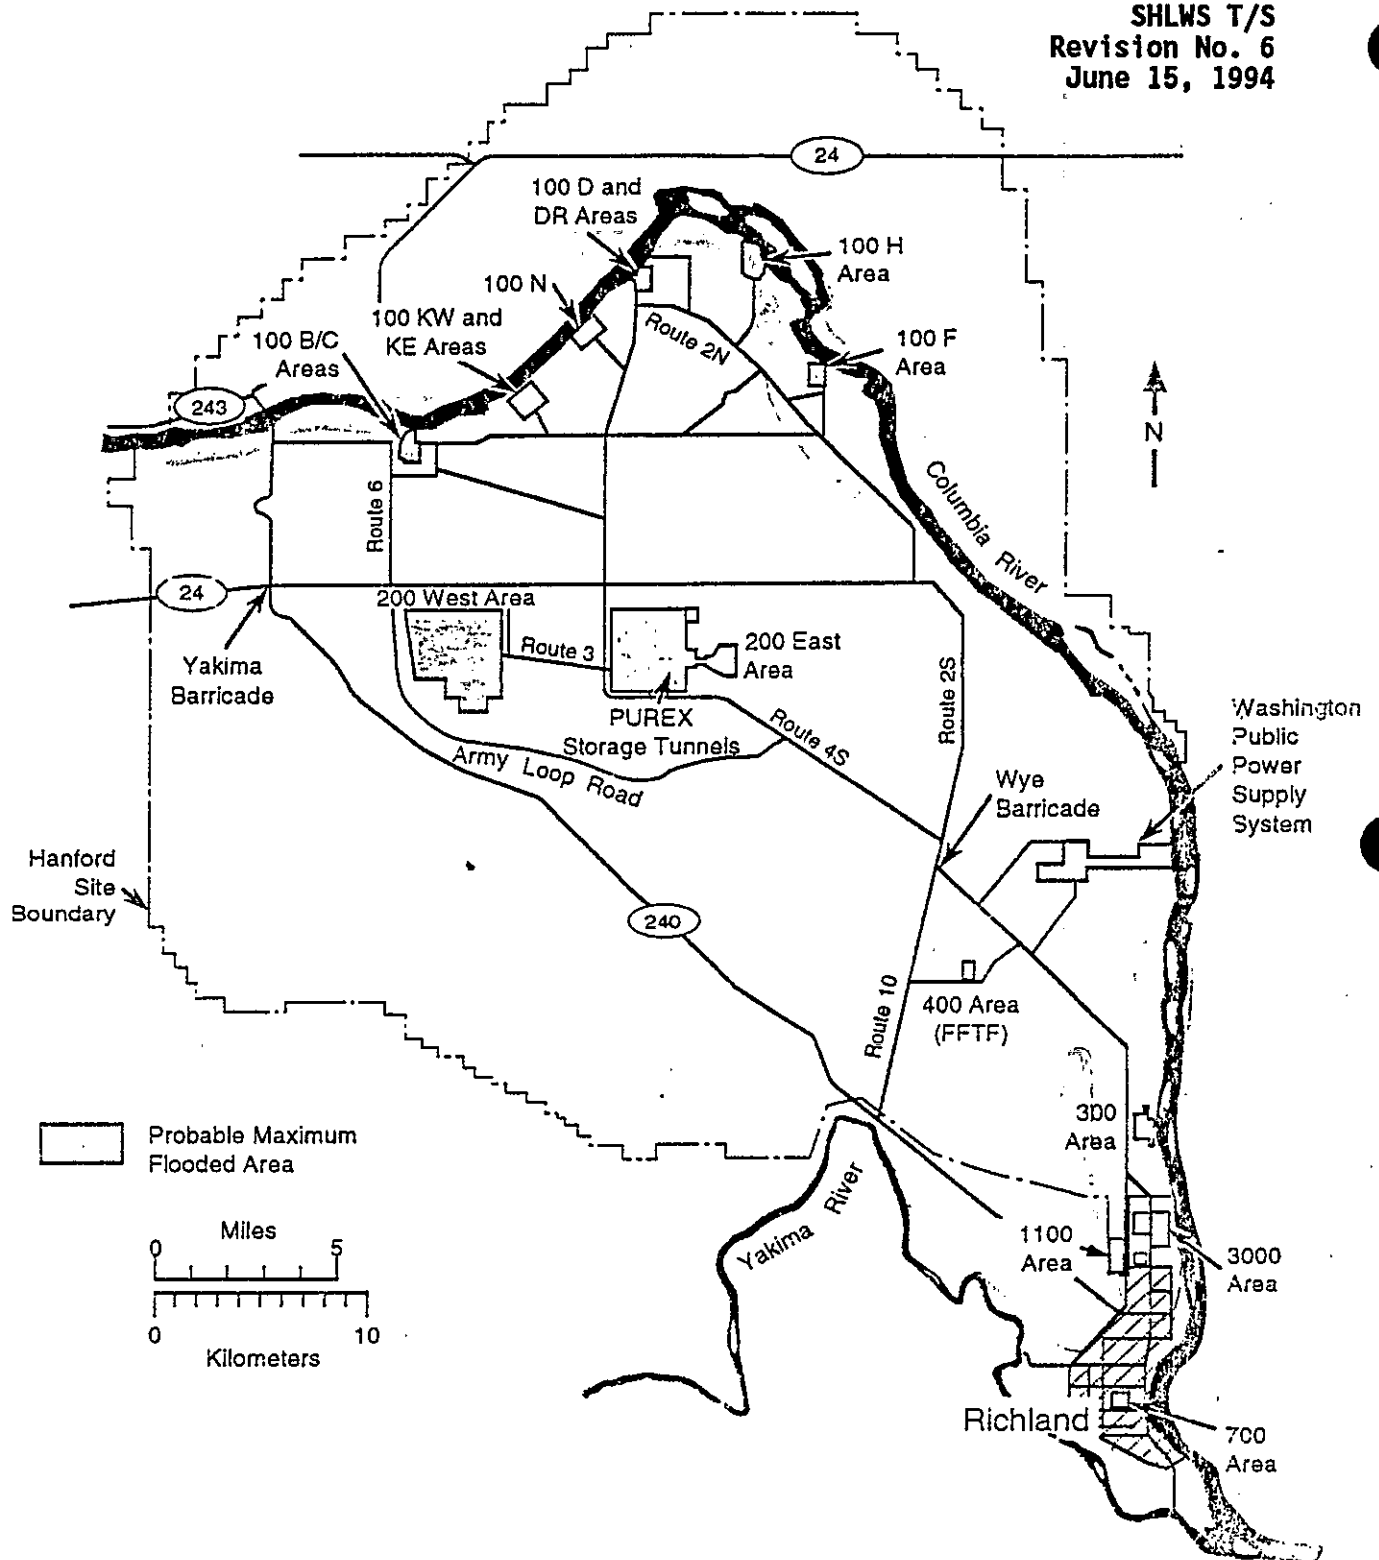 SHLWS T/S
Revision No. 6
June 15, 1994
24
100 D and
DR Areas
100 H
Area
100 N
100 KW and
KE Areas
Route 2N
100 B/C
Areas
100 F
Area
243
N
Columbia River
Route 6
24
200 West Area
Route 3
200 East
Area
Yakima
Barricade
PUREX
Storage Tunnels
Route 4S
Route 2S
Army Loop Road
Washington
Public
Power
Supply
System
Wye
Barricade
Hanford
Site
Boundary
240
Route 10
400 Area
(FFTF)
300
Area
Probable Maximum
Flooded Area
Yakima River
Miles
0 5
0 10
Kilometers
1100
Area
3000
Area
Richland
700
Area